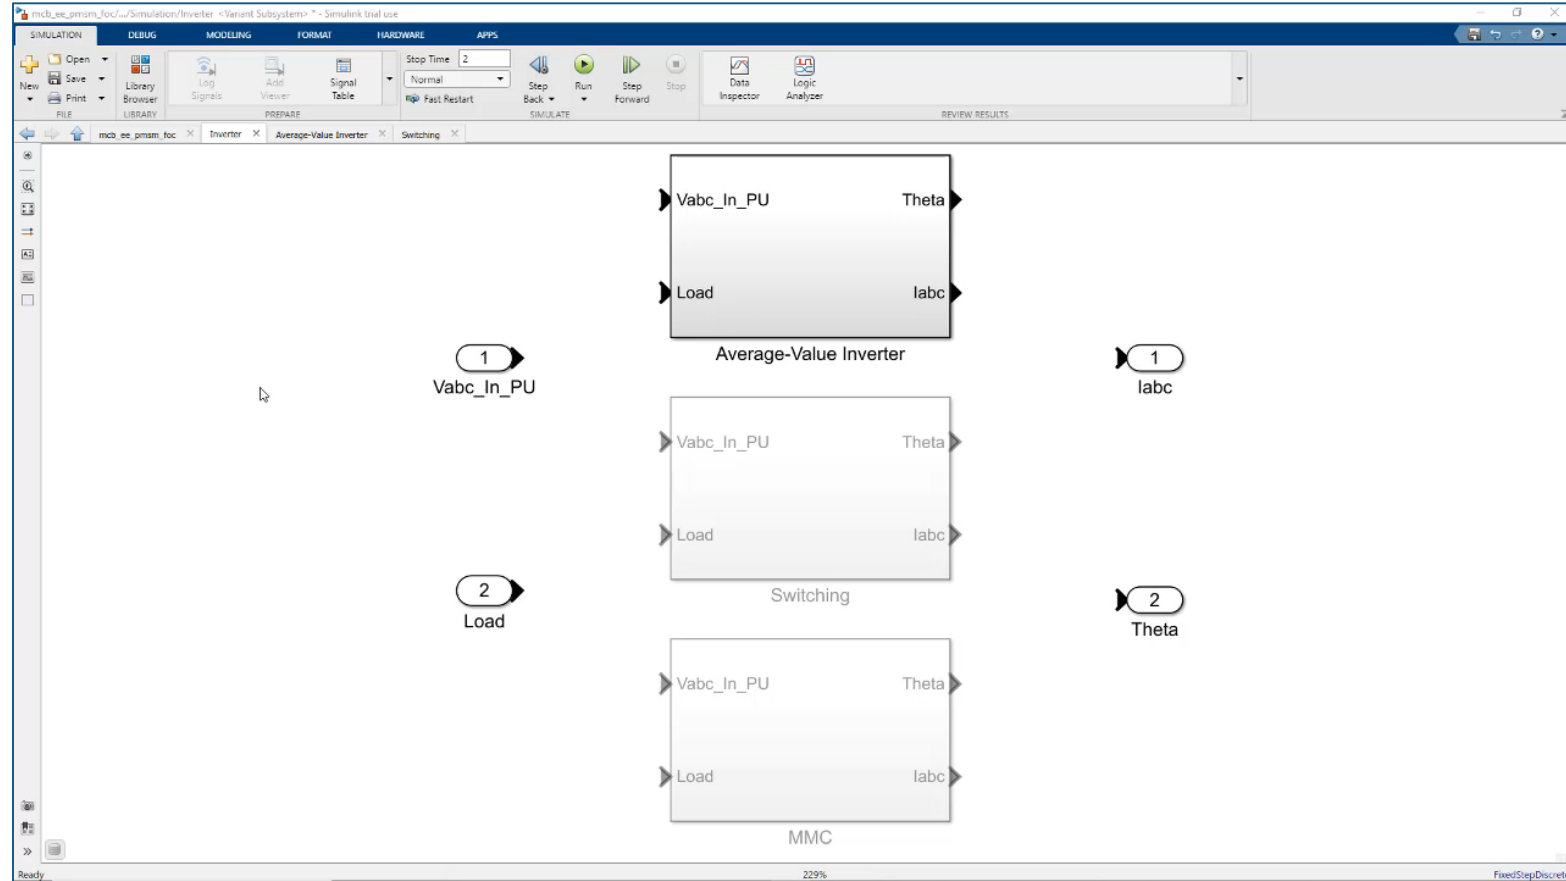 mcb_ee_pmsm_foc/.../Simulation/Inverter <Variant Subsystem> * - Simulink trial use
SIMULATION DEBUG MODELING FORMAT HARDWARE APPS
New
Open
Save
Print
FILE
Library Browser
LIBRARY
Log Signals
Add Viewer
Signal Table
PREPARE
Stop Time 2
Normal
Fast Restart
Step Back
Run
Step Forward
Stop
SIMULATE
Data Inspector
Logic Analyzer
REVIEW RESULTS
mcb_ee_pmsm_foc Inverter Average-Value Inverter Switching
Vabc_In_PU Theta
Load Iabc
Average-Value Inverter
1
Vabc_In_PU
1
Iabc
Vabc_In_PU Theta
Load Iabc
Switching
2
Load
2
Theta
Vabc_In_PU Theta
Load Iabc
MMC
Ready 229% FixedStepDiscret